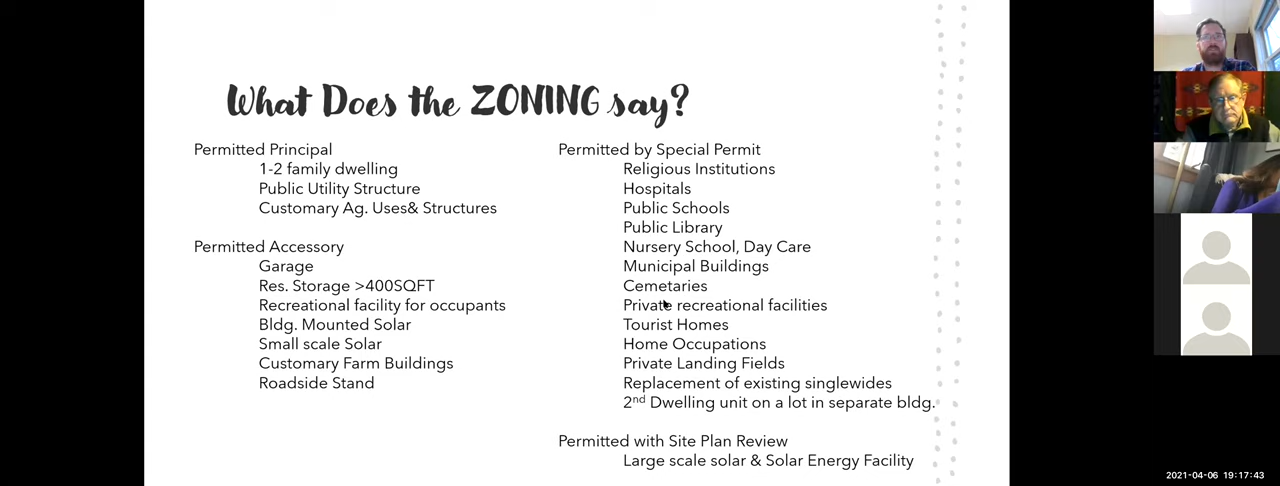 What Does the ZONING say?
Permitted Principal
1-2 family dwelling
Public Utility Structure
Customary Ag. Uses& Structures
Permitted Accessory
Garage
Res. Storage >400SQFT
Recreational facility for occupants
Bldg. Mounted Solar
Small scale Solar
Customary Farm Buildings
Roadside Stand
Permitted by Special Permit
Religious Institutions
Hospitals
Public Schools
Public Library
Nursery School, Day Care
Municipal Buildings
Cemetaries
Private recreational facilities
Tourist Homes
Home Occupations
Private Landing Fields
Replacement of existing singlewides
2nd Dwelling unit on a lot in separate bldg.
Permitted with Site Plan Review
Large scale solar & Solar Energy Facility
2021-04-06 19:17:43